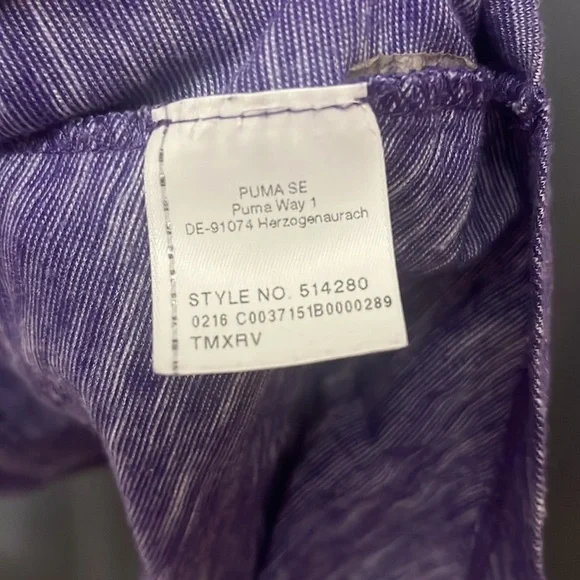 PUMA SE
Puma Way 1
DE-91074 Herzogenaurach
STYLE NO. 514280
0216 C0037151B0000289
TMXRV